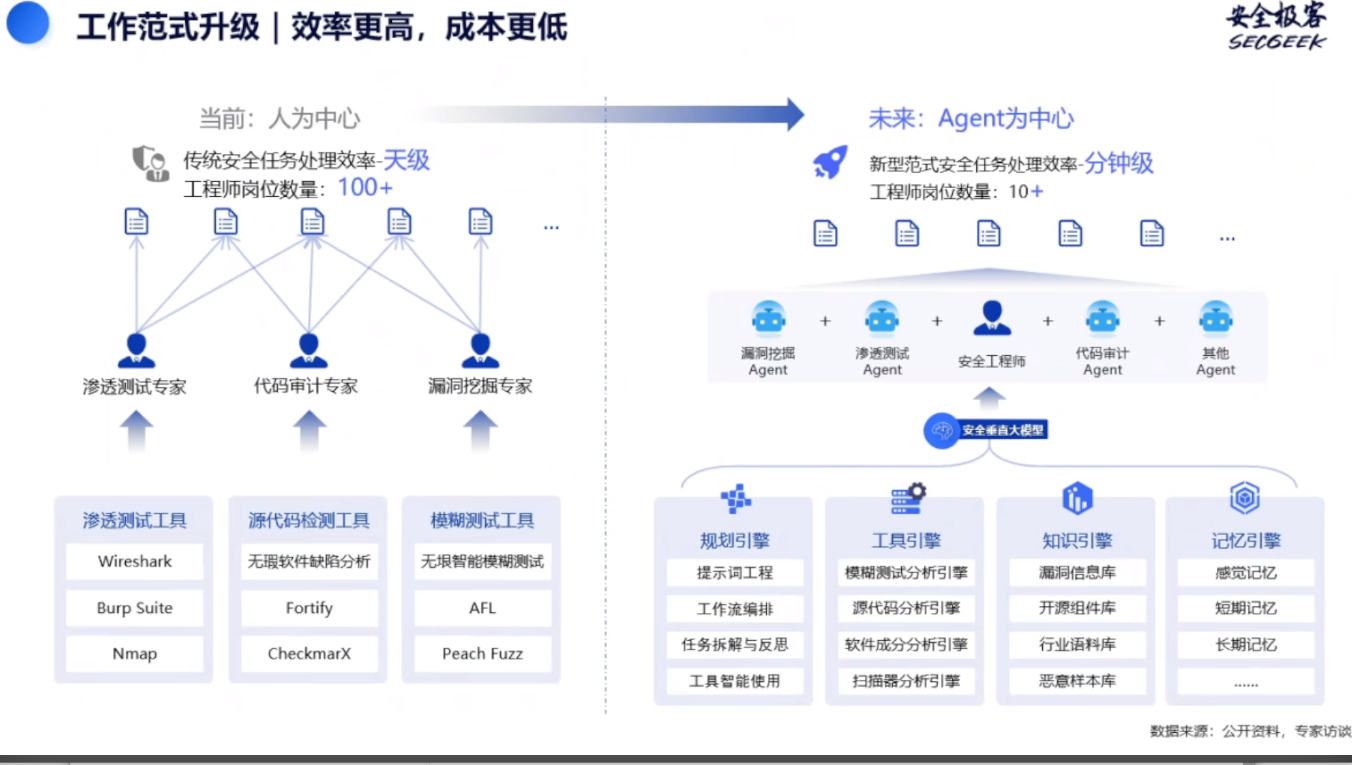 工作范式升级 | 效率更高，成本更低
安全极客
SECGEEK
当前：人为中心
传统安全任务处理效率-天级
工程师岗位数量：100+
...
渗透测试专家
代码审计专家
漏洞挖掘专家
渗透测试工具
Wireshark
Burp Suite
Nmap
源代码检测工具
无瑕软件缺陷分析
Fortify
CheckmarX
模糊测试工具
无垠智能模糊测试
AFL
Peach Fuzz
未来：Agent为中心
新型范式安全任务处理效率-分钟级
工程师岗位数量：10+
...
漏洞挖掘
Agent
+
渗透测试
Agent
+
安全工程师
+
代码审计
Agent
+
其他
Agent
安全垂直大模型
规划引擎
提示词工程
工作流编排
任务拆解与反思
工具智能使用
工具引擎
模糊测试分析引擎
源代码分析引擎
软件成分分析引擎
扫描器分析引擎
知识引擎
漏洞信息库
开源组件库
行业语料库
恶意样本库
记忆引擎
感觉记忆
短期记忆
长期记忆
......
数据来源：公开资料，专家访谈